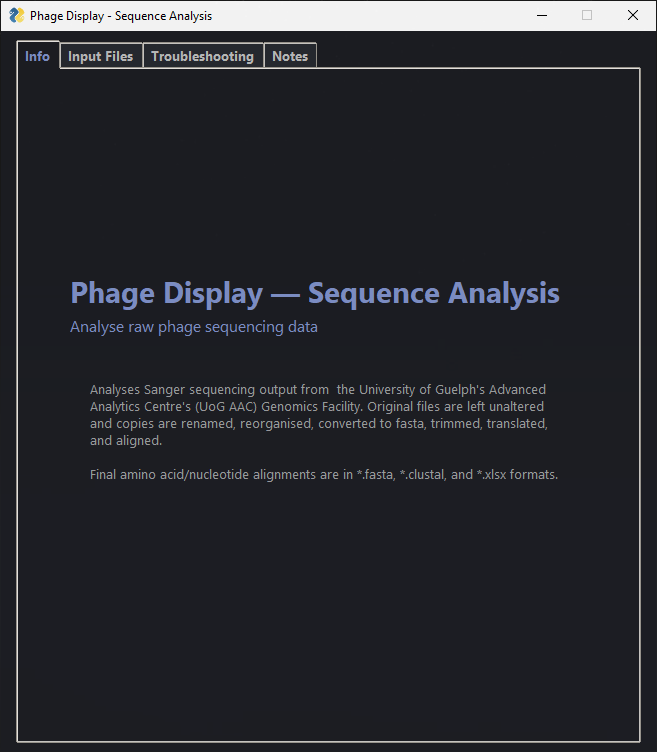 Phage Display - Sequence Analysis
Info Input Files Troubleshooting Notes
Phage Display — Sequence Analysis
Analyse raw phage sequencing data
Analyses Sanger sequencing output from  the University of Guelph's Advanced
Analytics Centre's (UoG AAC) Genomics Facility. Original files are left unaltered
and copies are renamed, reorganised, converted to fasta, trimmed, translated,
and aligned.
Final amino acid/nucleotide alignments are in *.fasta, *.clustal, and *.xlsx formats.